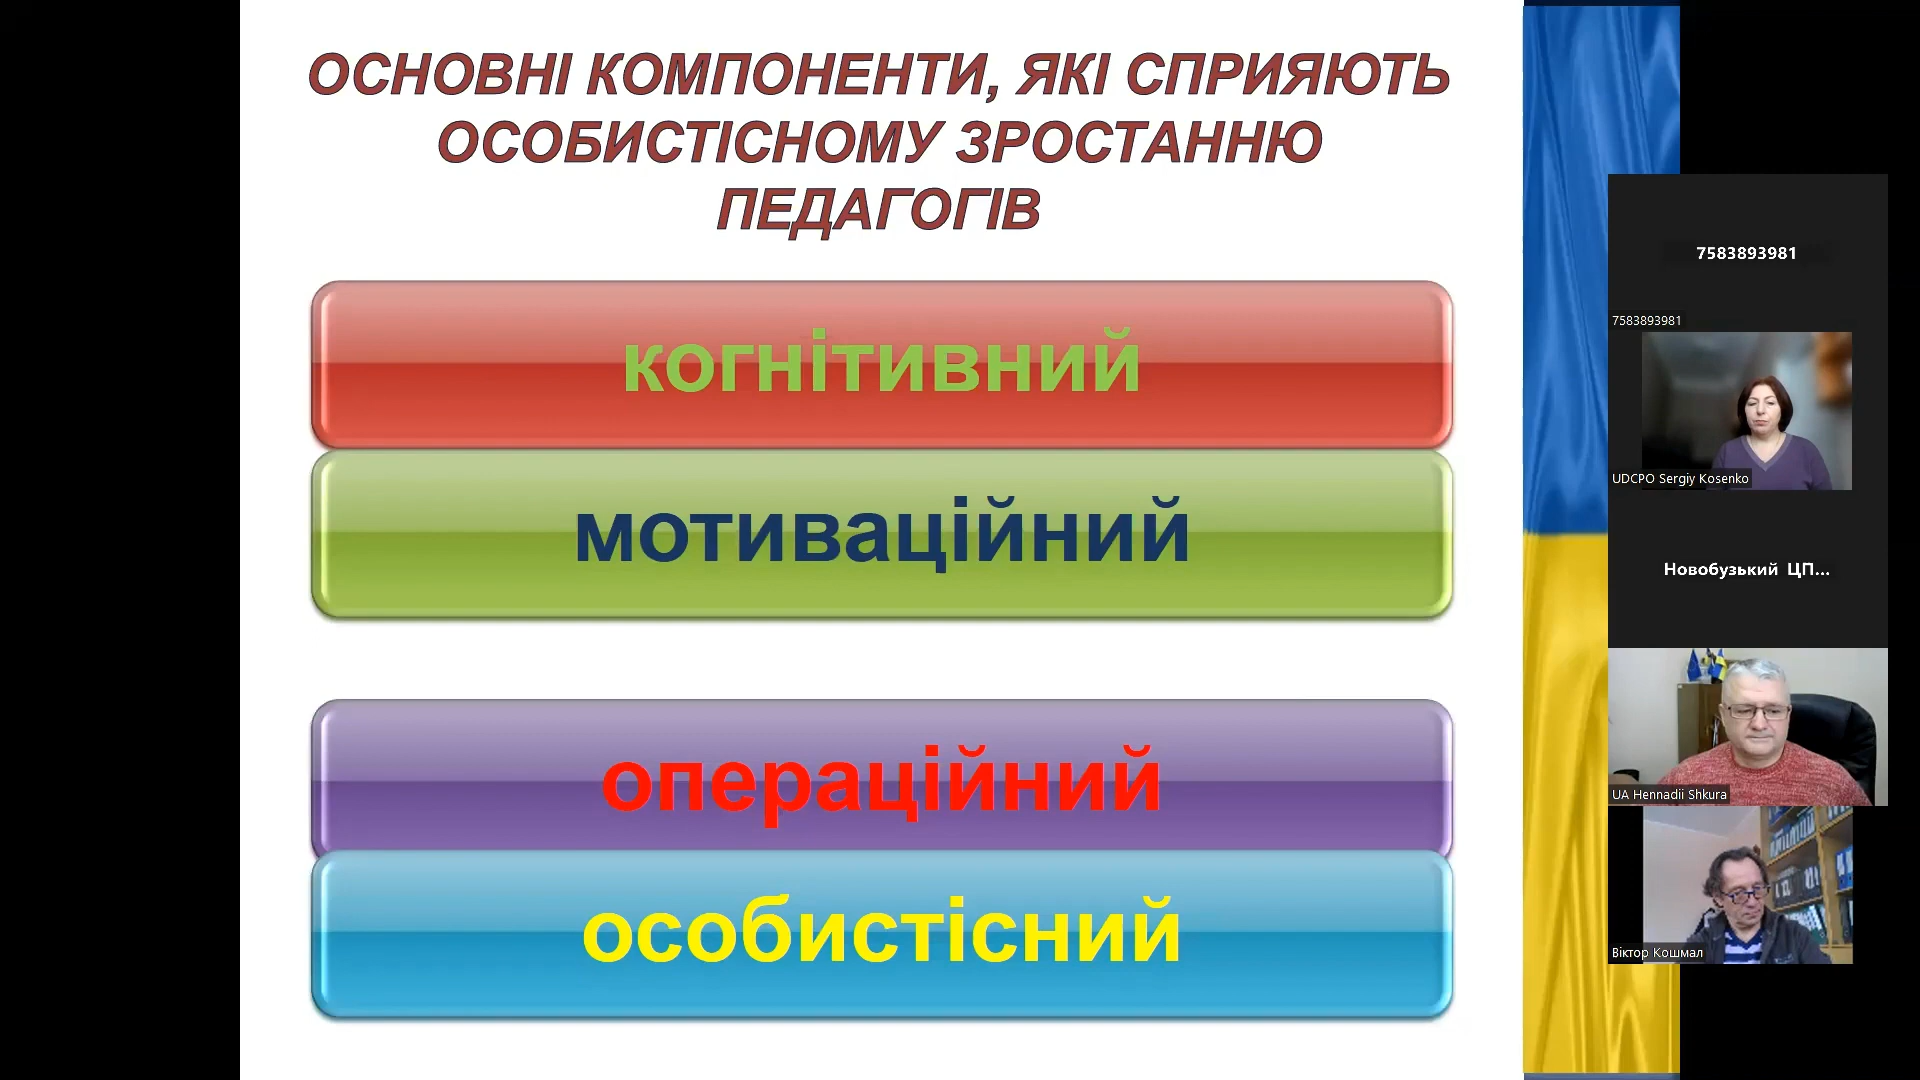 ОСНОВНІ КОМПОНЕНТИ, ЯКІ СПРИЯЮТЬ
ОСОБИСТІСНОМУ ЗРОСТАННЮ
ПЕДАГОГІВ
когнітивний
мотиваційний
операційний
особистісний
7583893981
7583893981
UDCPO Sergiy Kosenko
Новобузький ЦП...
UA Hennadii Shkura
Віктор Кошмал